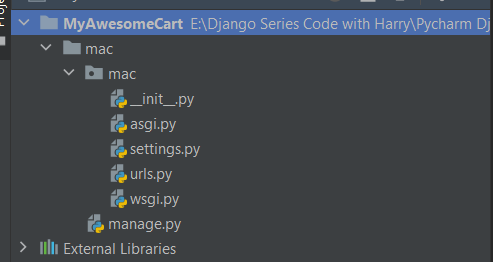 MyAwesomeCart E:\Django Series Code with Harry\Pycharm Dj
mac
mac
__init__.py
asgi.py
settings.py
urls.py
wsgi.py
manage.py
External Libraries